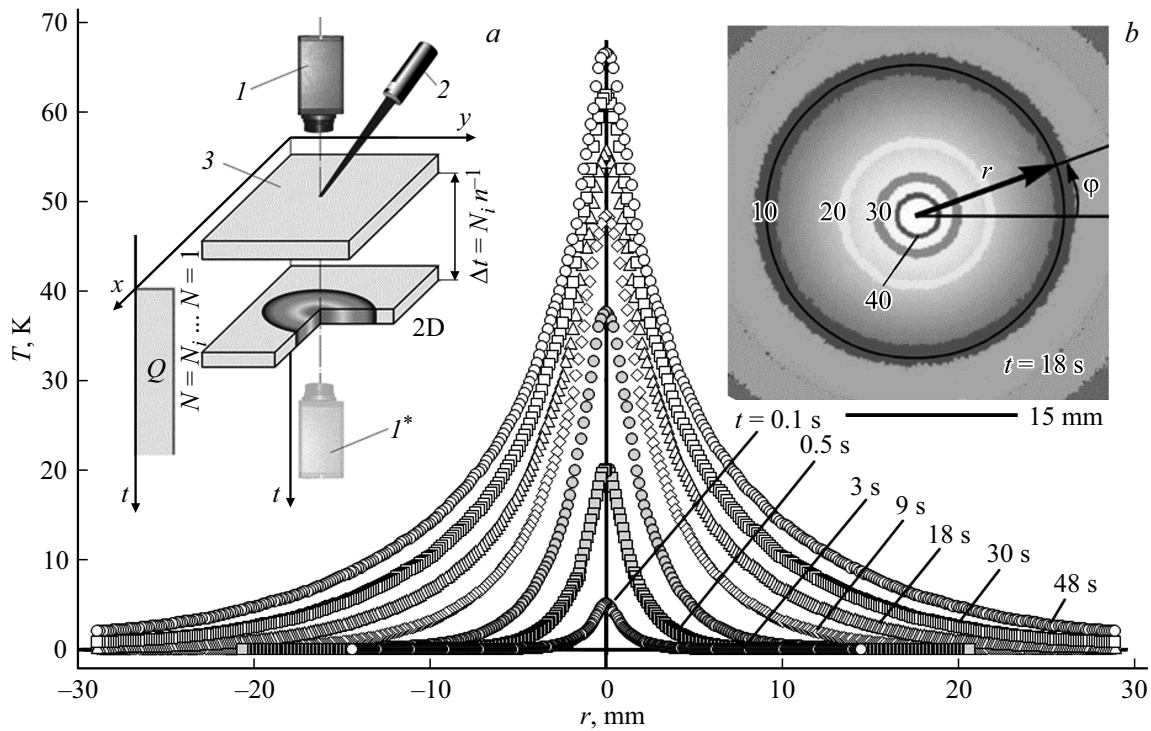 70
60
50
40
30
20
10
0
T, K
–30
–20
–10
0
10
20
30
r, mm
a
1
2
y
3
x
Δt = N_i n⁻¹
N = N_i ... N = 1
Q
2D
t
t
1*
b
r
φ
10
20
30
40
t = 18 s
15 mm
t = 0.1 s
0.5 s
3 s
9 s
18 s
30 s
48 s